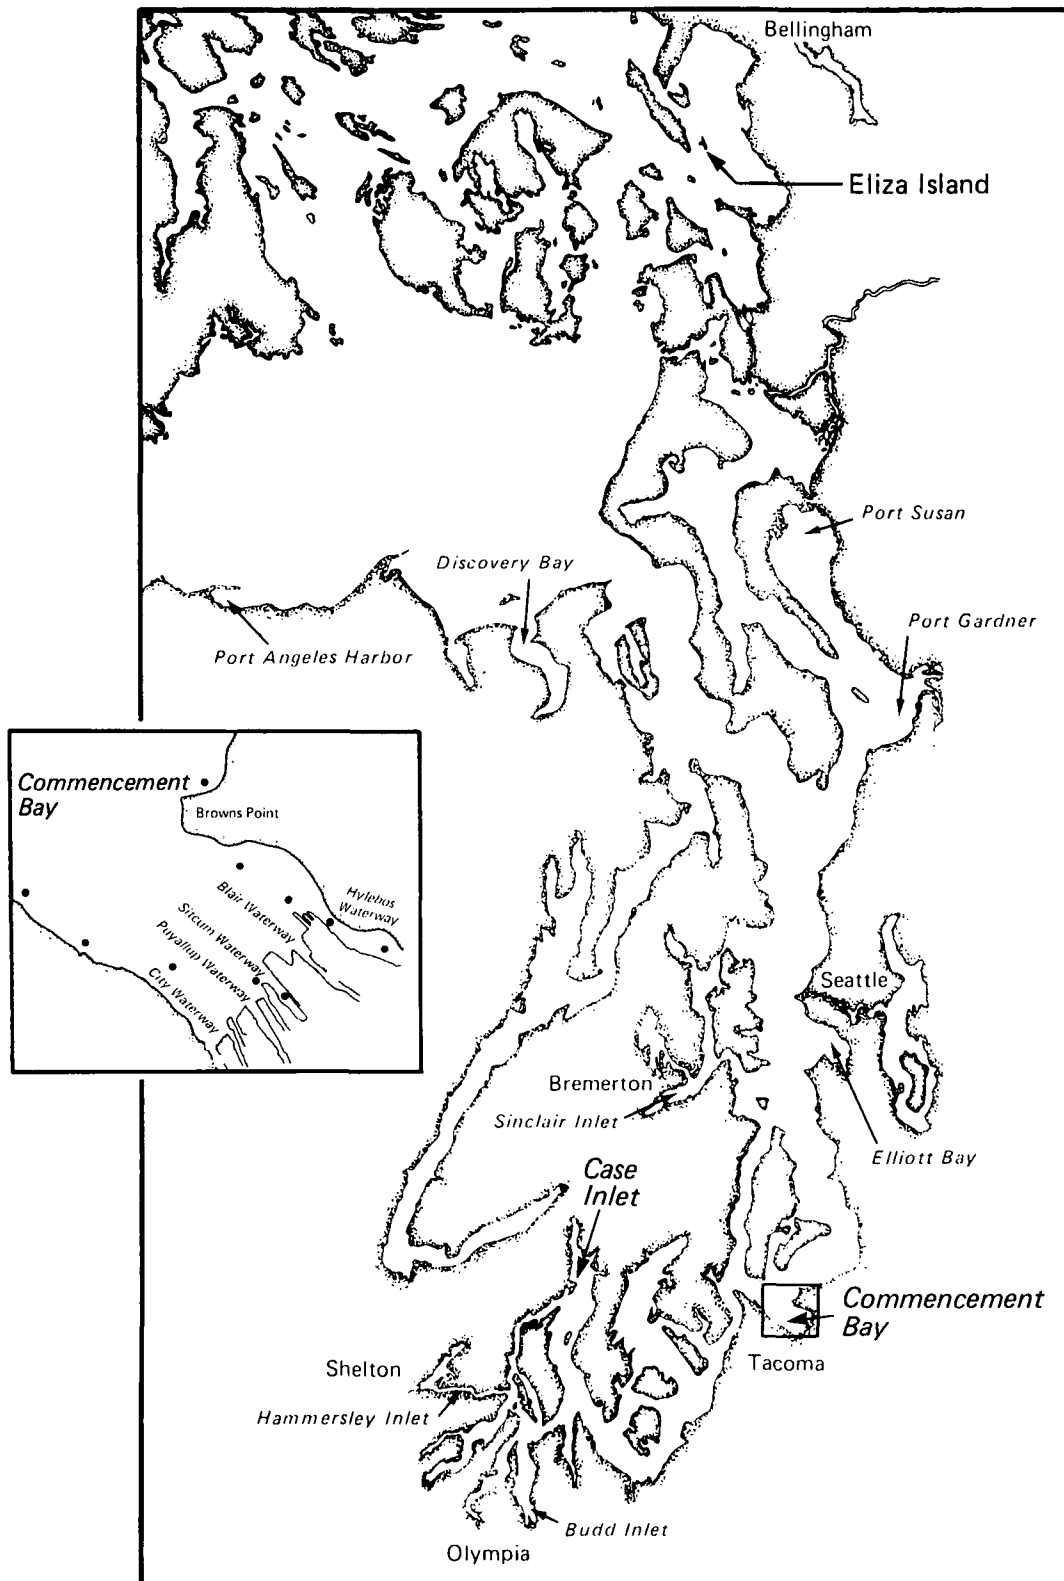 Bellingham
Eliza Island
Port Susan
Discovery Bay
Port Gardner
Port Angeles Harbor
Commencement
Bay
Browns Point
Hylebos
Waterway
Blair Waterway
Sitcum Waterway
Puyallup Waterway
City Waterway
Seattle
Bremerton
Sinclair Inlet
Elliott Bay
Case
Inlet
Commencement
Bay
Tacoma
Shelton
Hammersley Inlet
Budd Inlet
Olympia